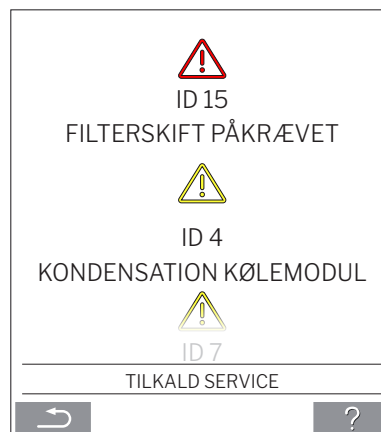 ID 15
FILTERSKIFT PÅKRÆVET
ID 4
KONDENSATION KØLEMODUL
ID 7
TILKALD SERVICE
?